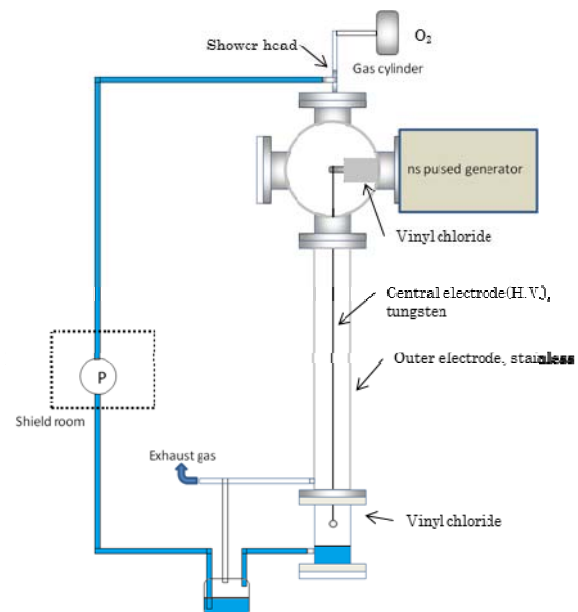 O2
Shower head
Gas cylinder
ns pulsed generator
Vinyl chloride
Central electrode(H.V.),
tungsten
Outer electrode, stainless
P
Shield room
Exhaust gas
Vinyl chloride